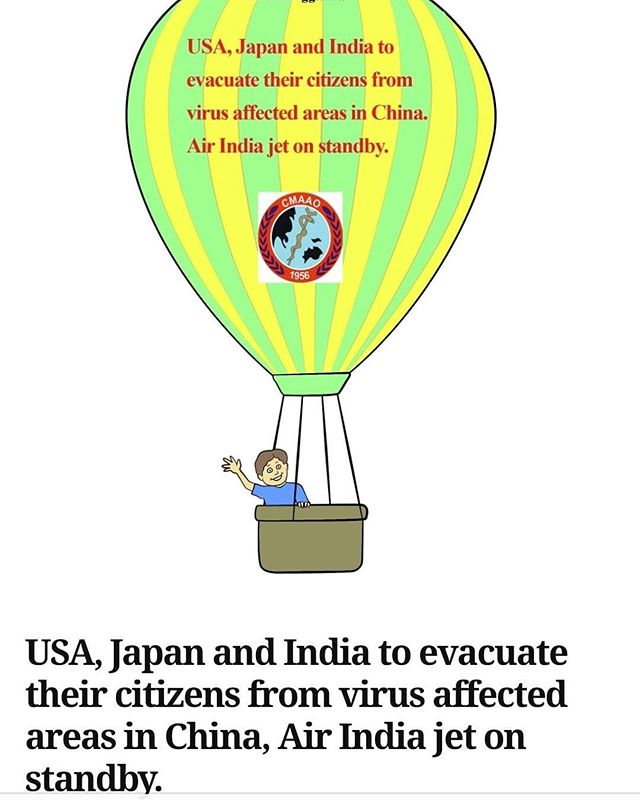 USA, Japan and India to
evacuate their citizens from
virus affected areas in China.
Air India jet on standby.
CMAAO
1956
USA, Japan and India to evacuate
their citizens from virus affected
areas in China, Air India jet on
standby.